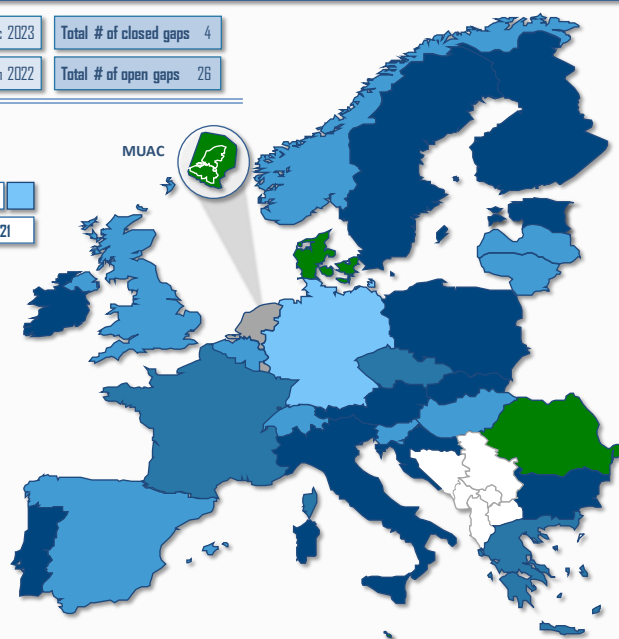 : 2023
Total # of closed gaps 4
2022
Total # of open gaps 26
MUAC
21